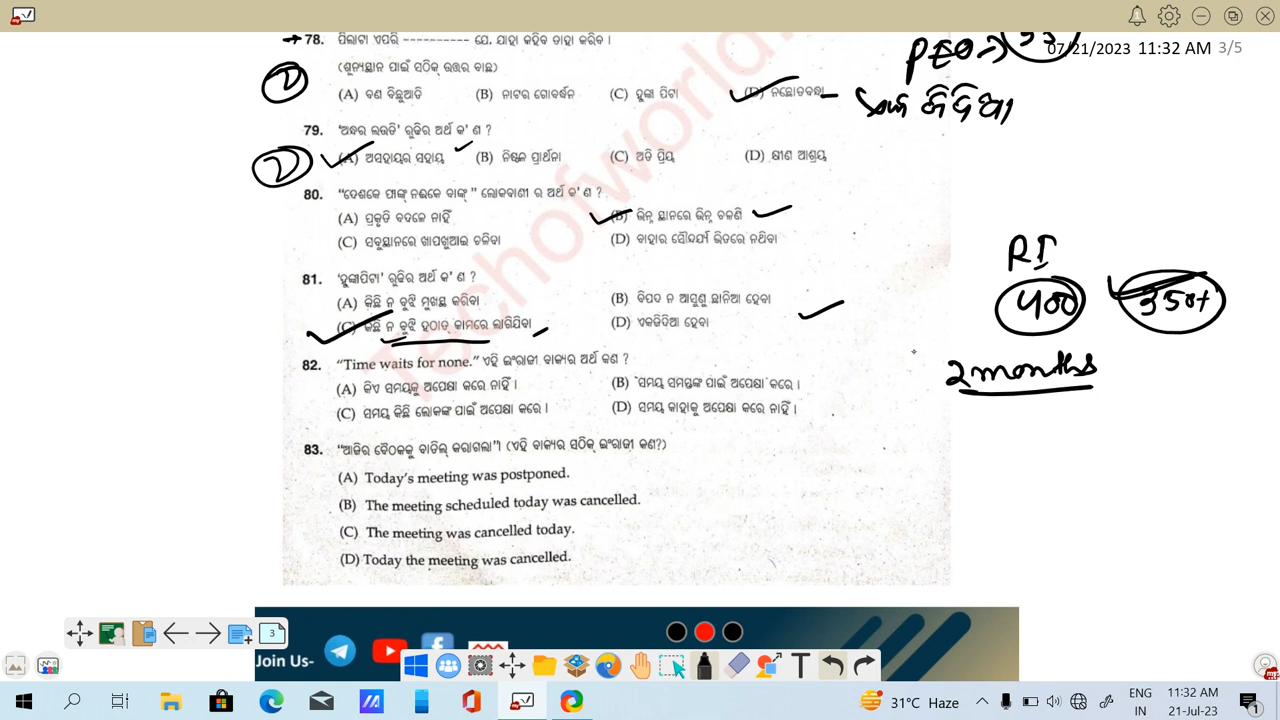 07/21/2023 11:32 AM 3/5
→78. ପିଲାଟା ଏପରି ---------- ଯେ. ଯାହା କହିବ ତାହା କରିବ ।
(ଶୂନ୍ୟସ୍ଥାନ ପାଇଁ ସଠିକ୍ ଉତ୍ତର ବାଛ)
(A) ବଣ ବିଛୁଆତି (B) ନାଟର ଗୋବର୍ଦ୍ଧନ (C) ହୁଙ୍କା ପିଟା (D) ନଛୋଡବନ୍ଧା
79. 'ଅନ୍ଧର ଲଉଡି' ରୁଢିର ଅର୍ଥ କ'ଣ ?
(A) ଅସହାୟର ସହାୟ (B) ନିଷ୍ଫଳ ପ୍ରାର୍ଥନା (C) ଅତି ପ୍ରିୟ (D) କ୍ଷୀଣ ଆଶ୍ରୟ
80. "ଦେଶକେ ଫାଙ୍କ୍ ନଈକେ ବାଙ୍କ୍" ଲୋକବାଣୀ ର ଅର୍ଥ କ'ଣ ?
(A) ପ୍ରକୃତି ବଦଳେ ନାହିଁ (B) ଭିନ୍ନ ସ୍ଥାନରେ ଭିନ୍ନ ଚଳଣି
(C) ସବୁସ୍ଥାନରେ ଖାପଖୁଆଇ ଚଳିବା (D) ବାହାର ସୌନ୍ଦର୍ଯ୍ୟ ଭିତରେ ନଥିବା
RI
81. 'ହୁଙ୍କାପିଟା' ରୁଢିର ଅର୍ଥ କ'ଣ ?
(A) କିଛି ନ ବୁଝି ମୁଖସ୍ଥ କରିବା (B) ବିପଦ ନ ଆସୁଣୁ ଛାନିଆ ହେବା
400 350+
(C) କିଛି ନ ବୁଝି ହଠାତ୍ କାମରେ ଲାଗିଯିବା (D) ଏକଜିଦିଆ ହେବା
82. "Time waits for none." ଏହି ଇଂରାଜୀ ବାକ୍ୟର ଅର୍ଥ କଣ ?
2 months
(A) କିଏ ସମୟକୁ ଅପେକ୍ଷା କରେ ନାହିଁ । (B) ସମୟ ସମସ୍ତଙ୍କ ପାଇଁ ଅପେକ୍ଷା କରେ ।
(C) ସମୟ କିଛି ଲୋକଙ୍କ ପାଇଁ ଅପେକ୍ଷା କରେ । (D) ସମୟ କାହାକୁ ଅପେକ୍ଷା କରେ ନାହିଁ ।
83. "ଆଜିର ବୈଠକକୁ ବାତିଲ୍ କରାଗଲା"। (ଏହି ବାକ୍ୟର ସଠିକ୍ ଇଂରାଜୀ କଣ?)
(A) Today's meeting was postponed.
(B) The meeting scheduled today was cancelled.
(C) The meeting was cancelled today.
(D) Today the meeting was cancelled.
Techofworld.
Join Us-
31°C Haze
ENG IN
11:32 AM
21-Jul-23